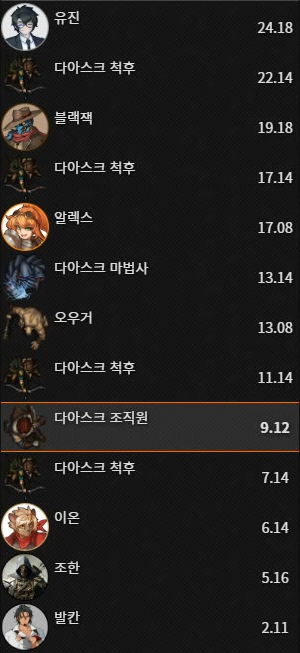 유진
24.18
다아스크 척후
22.14
블랙잭
19.18
다아스크 척후
17.14
알렉스
17.08
다아스크 마법사
13.14
오우거
13.08
다아스크 척후
11.14
다아스크 조직원
9.12
다아스크 척후
7.14
이온
6.14
조한
5.16
발칸
2.11